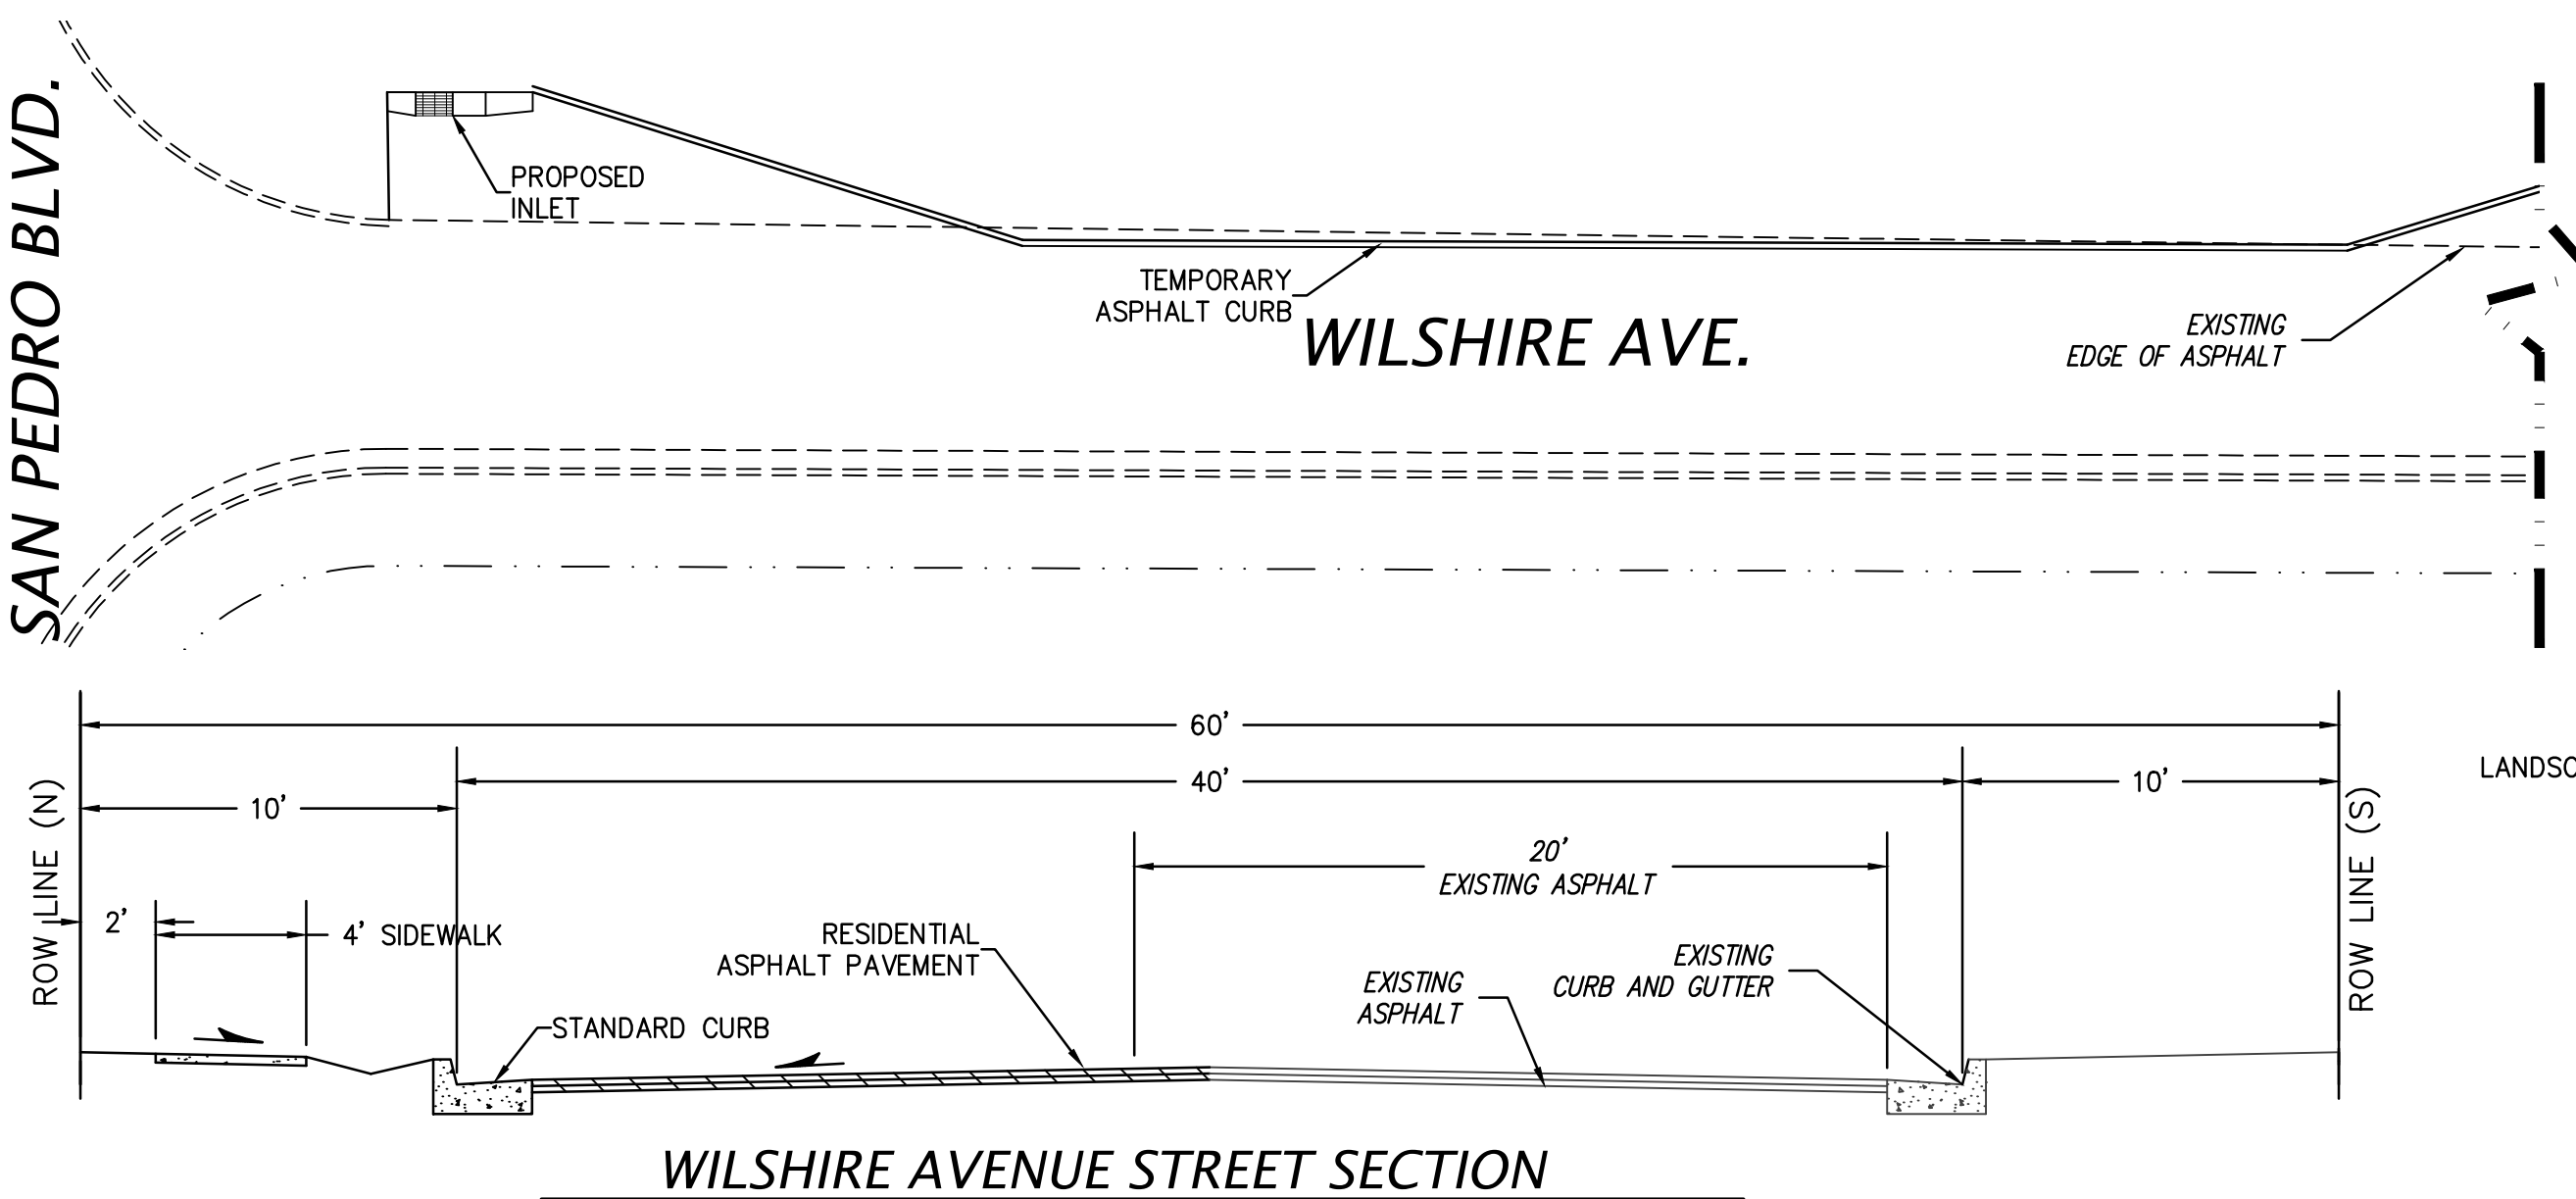 SAN PEDRO BLVD.
PROPOSED
INLET
TEMPORARY
ASPHALT CURB
WILSHIRE AVE.
EXISTING
EDGE OF ASPHALT
60'
40'
10'
10'
LANDSC
ROW LINE (N)
ROW LINE (S)
20'
EXISTING ASPHALT
2'
4' SIDEWALK
RESIDENTIAL
ASPHALT PAVEMENT
EXISTING
CURB AND GUTTER
EXISTING
ASPHALT
STANDARD CURB
WILSHIRE AVENUE STREET SECTION